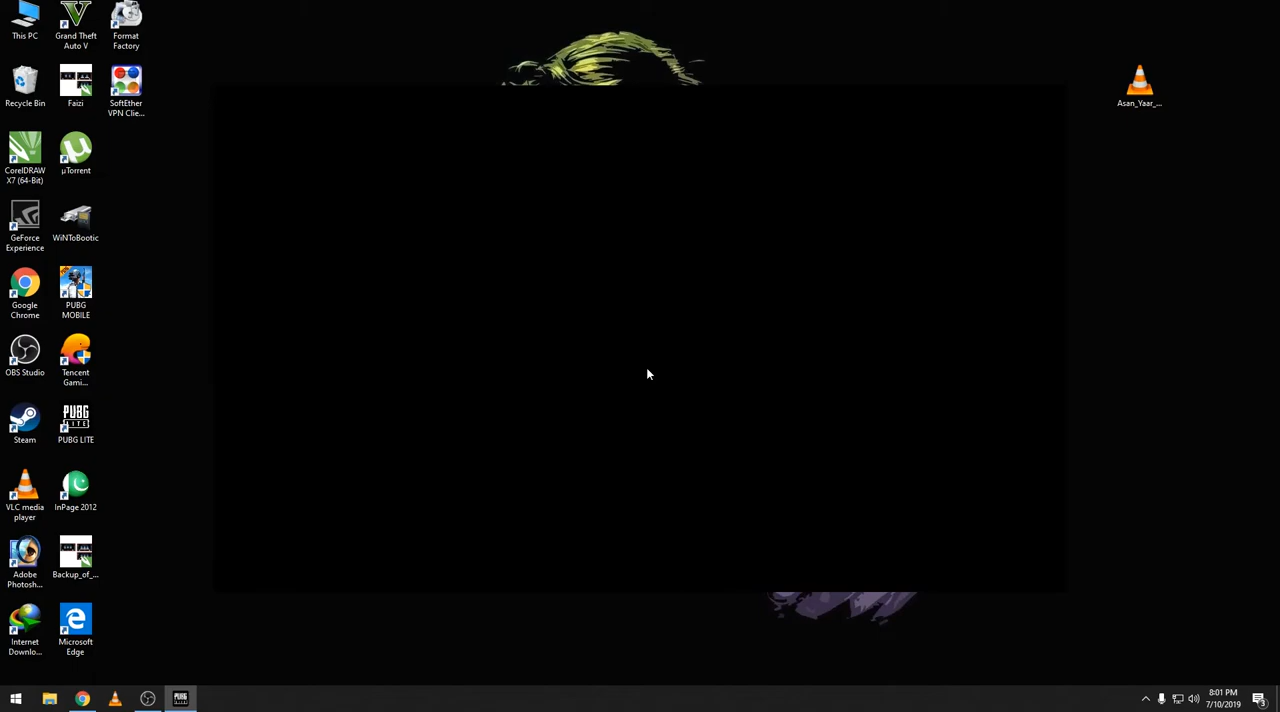 This PC
Grand Theft
Auto V
Format
Factory
Recycle Bin
Faizi
SoftEther
VPN Clie...
Asan_Yaar_...
CorelDRAW
X7 (64-Bit)
µTorrent
GeForce
Experience
WiNToBootic
Google
Chrome
PUBG
MOBILE
OBS Studio
Tencent
Gami...
PUBG
LITE
Steam
PUBG LITE
VLC media
player
InPage 2012
Adobe
Photosh...
Backup_of_...
Internet
Downlo...
Microsoft
Edge
8:01 PM
7/10/2019
3